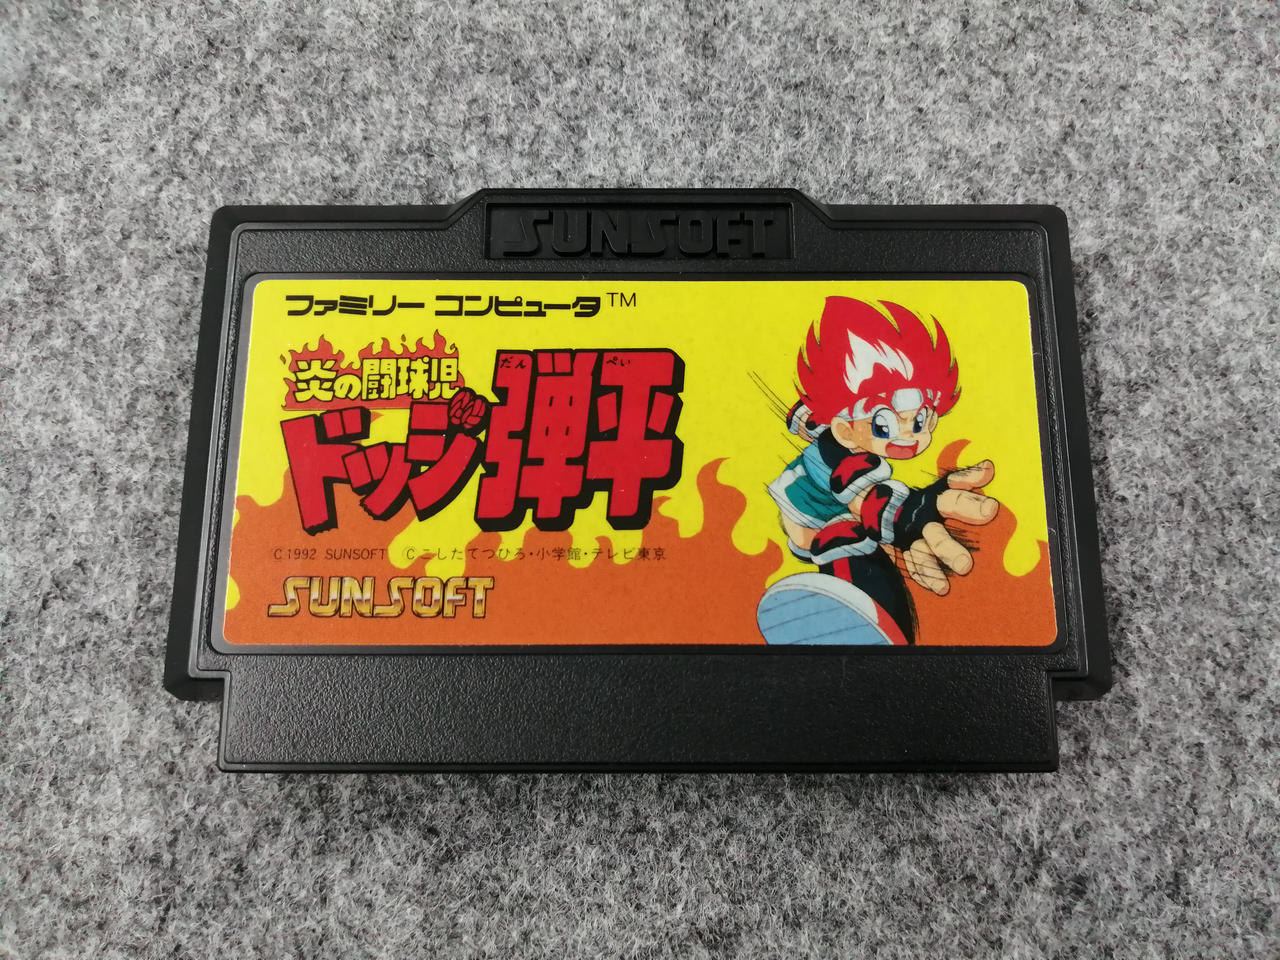 SUNSOFT
ファミリー コンピュータ™
炎の闘球児
だん ぺい
ドッジ弾平
C 1992 SUNSOFT Cこしたてつひろ・小学館・テレビ東京
SUNSOFT